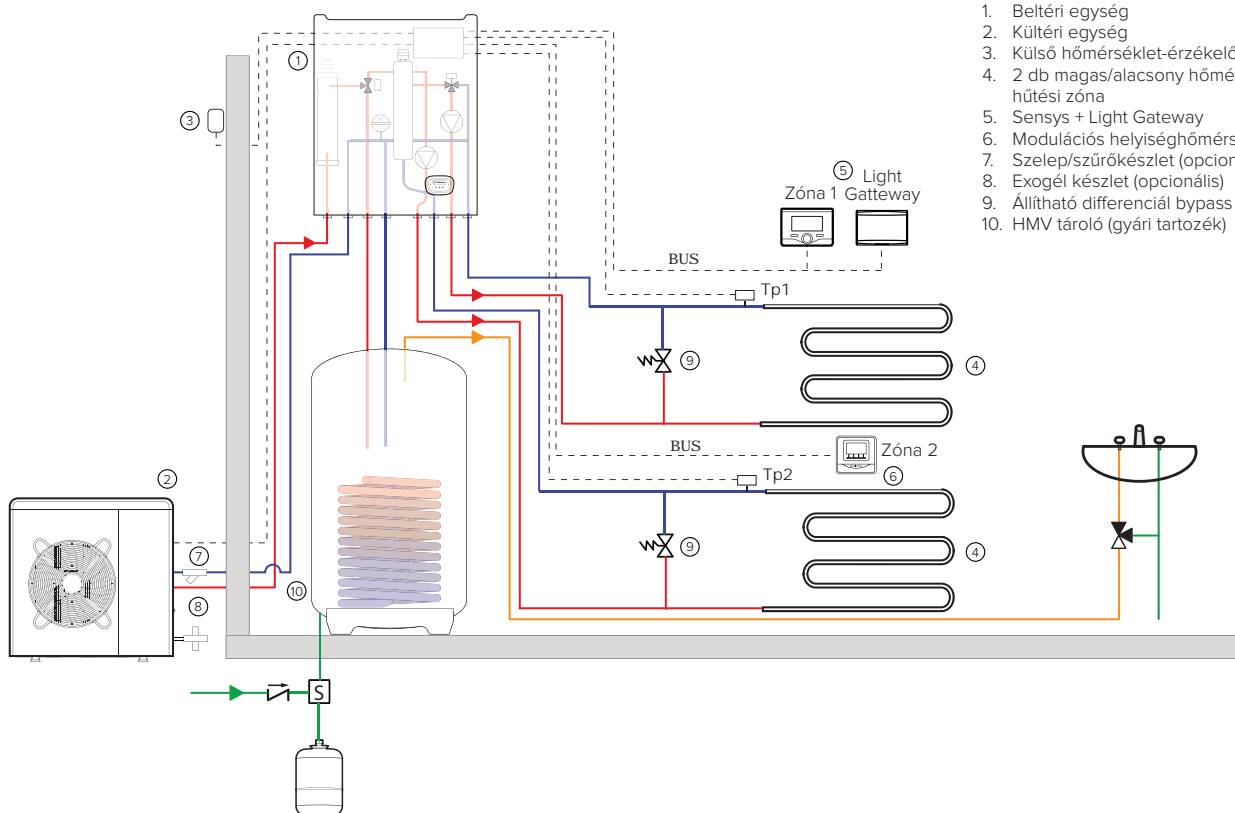 1. Beltéri egység
2. Kültéri egység
3. Külső hőmérséklet-érzékelő
4. 2 db magas/alacsony
hűtési zóna
5. Sensys + Light Gateway
6. Modulációs
7. Szelep/szűrőkészlet
8. Exogél készlet (opcionális)
9. Állítható differenciál bypass
10. HMV tároló (gyári tartozék)
1
3
5
Zóna 1
Light
Gatteway
BUS
Tp1
9
4
BUS
Zóna 2
6
Tp2
9
4
2
7
8
10
S